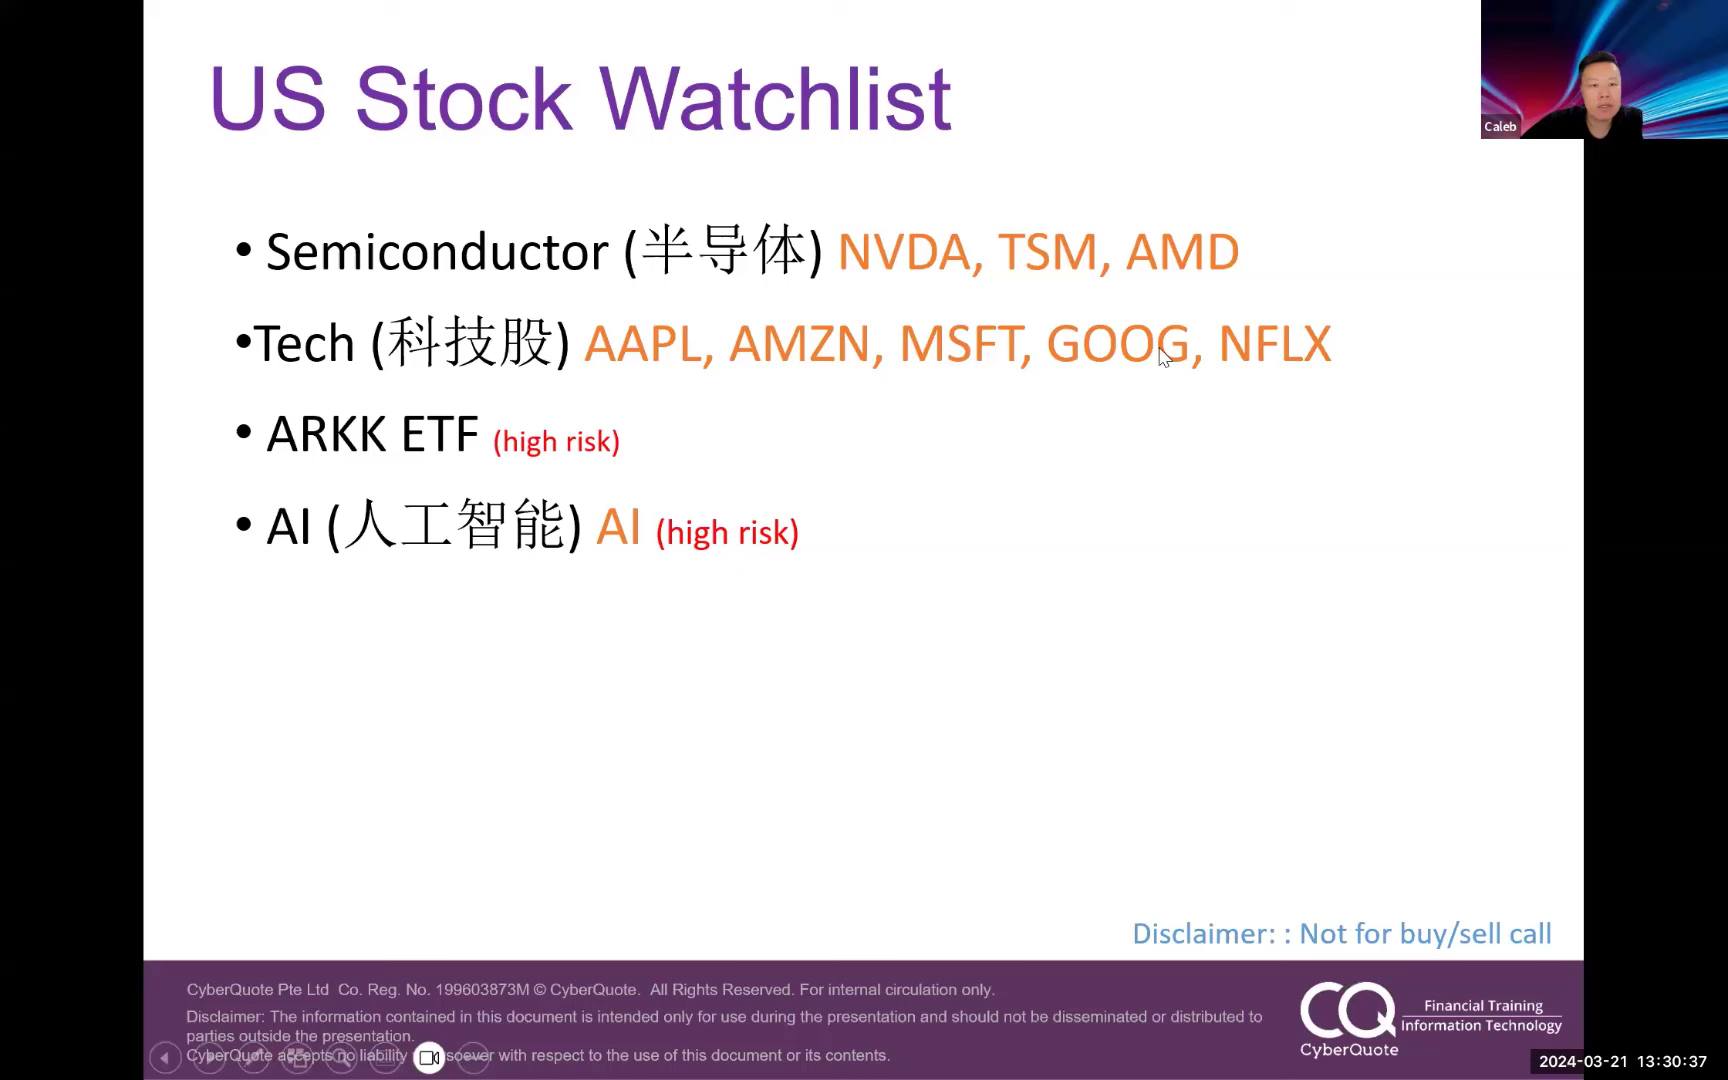 US Stock Watchlist
Caleb
• Semiconductor (半导体) NVDA, TSM, AMD
•Tech (科技股) AAPL, AMZN, MSFT, GOOG, NFLX
• ARKK ETF (high risk)
• AI (人工智能) AI (high risk)
Disclaimer: : Not for buy/sell call
CyberQuote Pte Ltd Co. Reg. No. 199603873M © CyberQuote. All Rights Reserved. For internal circulation only.
Disclaimer: The information contained in this document is intended only for use during the presentation and should not be disseminated or distributed to
parties outside the presentation.
CyberQuote accepts no liability soever with respect to the use of this document or its contents.
CQ
CyberQuote
Financial Training
Information Technology
2024-03-21 13:30:37